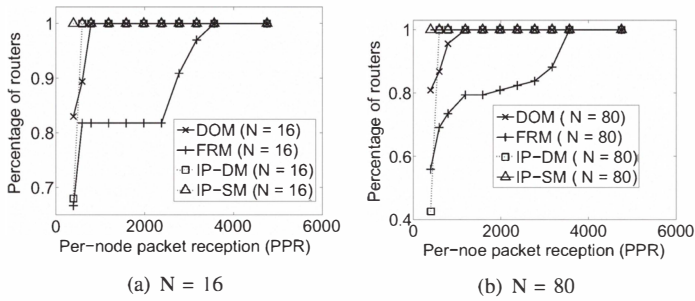 Percentage of routers
1
0.9
0.8
0.7
DOM (N = 16)
FRM (N = 16)
IP-DM (N = 16)
IP-SM (N = 16)
0
2000
4000
6000
Per-node packet reception (PPR)
(a) N = 16
Percentage of routers
1
0.8
0.6
0.4
DOM ( N = 80)
FRM ( N = 80)
IP-DM ( N = 80)
IP-SM ( N = 80)
0
2000
4000
6000
Per-noe packet reception (PPR)
(b) N = 80